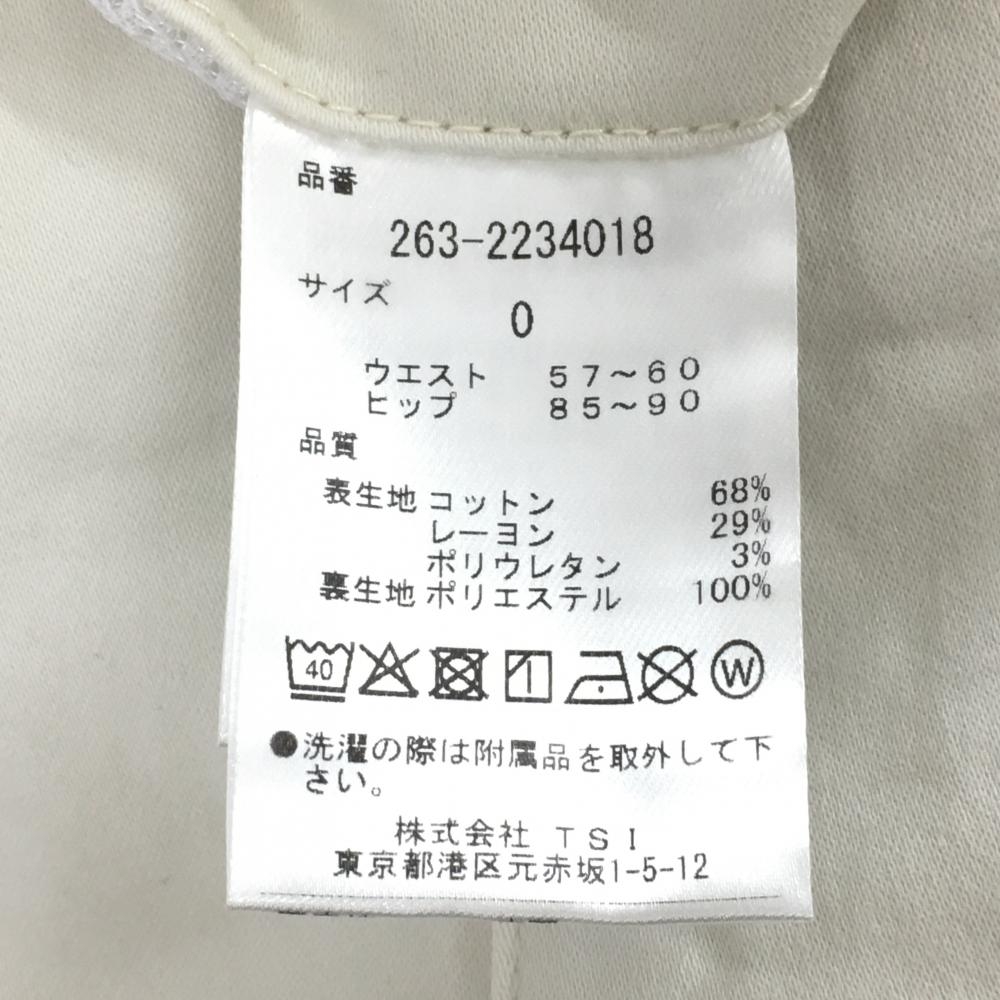 品番
263-2234018
サイズ
0
ウエスト 57～60
ヒップ 85～90
品質
表生地 コットン 68%
レーヨン 29%
ポリウレタン 3%
裏生地 ポリエステル 100%
40 W
●洗濯の際は附属品を取外して下
さい。
株式会社 TSI
東京都港区元赤坂1-5-12